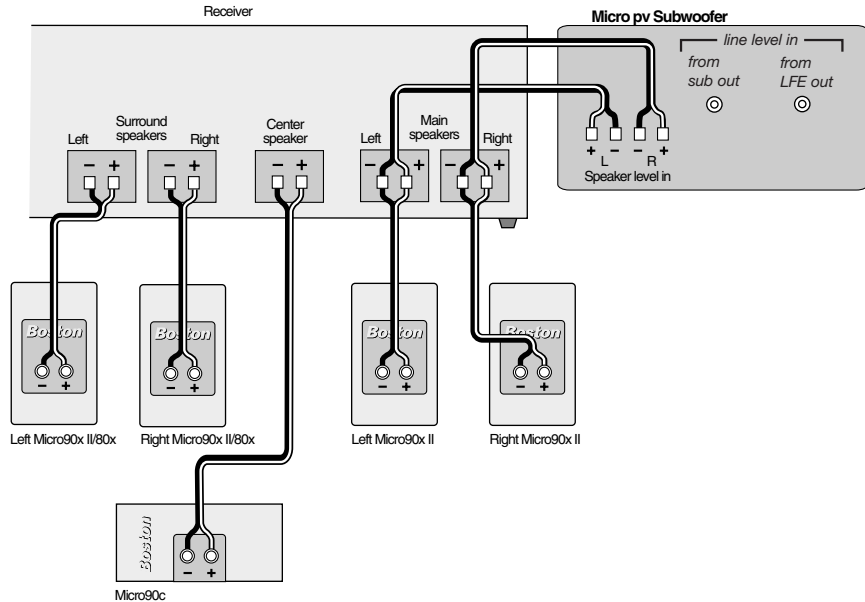 Receiver
Micro pv Subwoofer
line level in
from
sub out
from
LFE out
Surround
speakers
Left
Right
Center
speaker
Main
speakers
Left
Right
– +
– +
– +
– +
– +
+ L – – R +
Speaker level in
Boston
Boston
Boston
Boston
– +
– +
– +
– +
Left Micro90x II/80x
Right Micro90x II/80x
Left Micro90x II
Right Micro90x II
Boston
– +
Micro90c